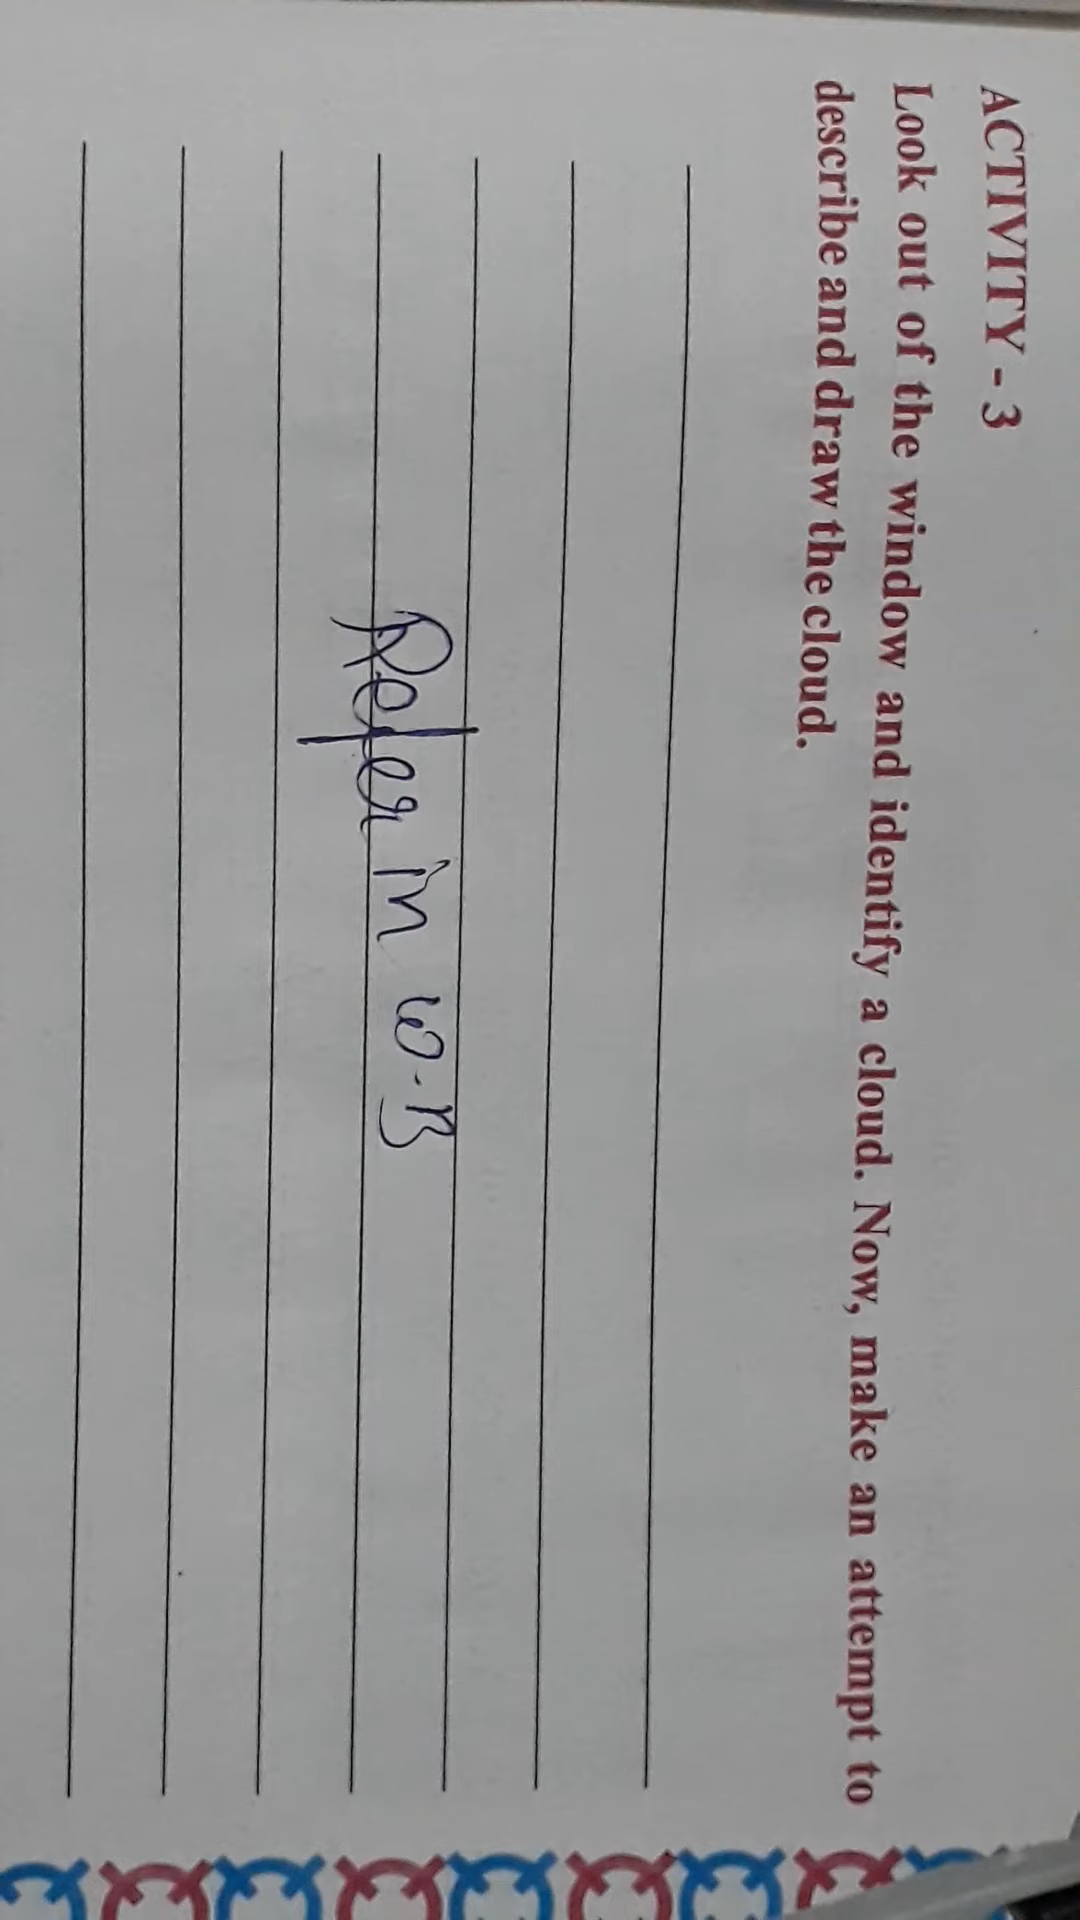 ACTIVITY - 3
Look out of the window and identify a cloud. Now, make an attempt to
describe and draw the cloud.
Refer in W.B